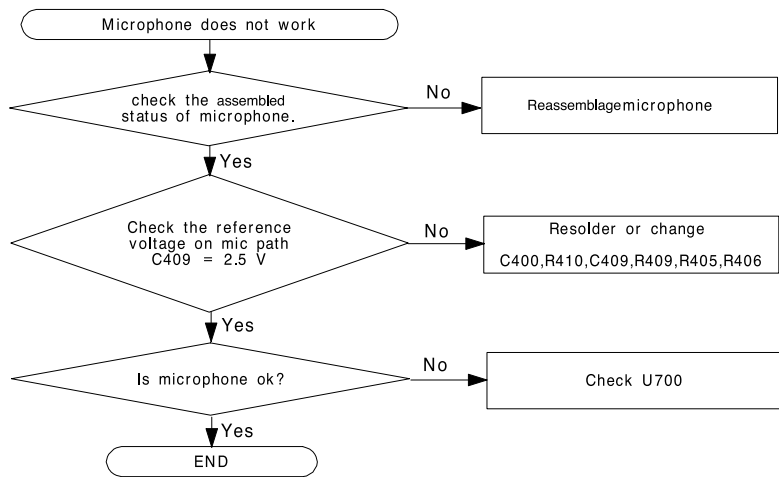 Microphone does not work
check the assembled
status of microphone.
No
Reassemblagemicrophone
Yes
Check the reference
voltage on mic path
C409 = 2.5 V
No
Resolder or change
C400,R410,C409,R409,R405,R406
Yes
Is microphone ok?
No
Check U700
Yes
END